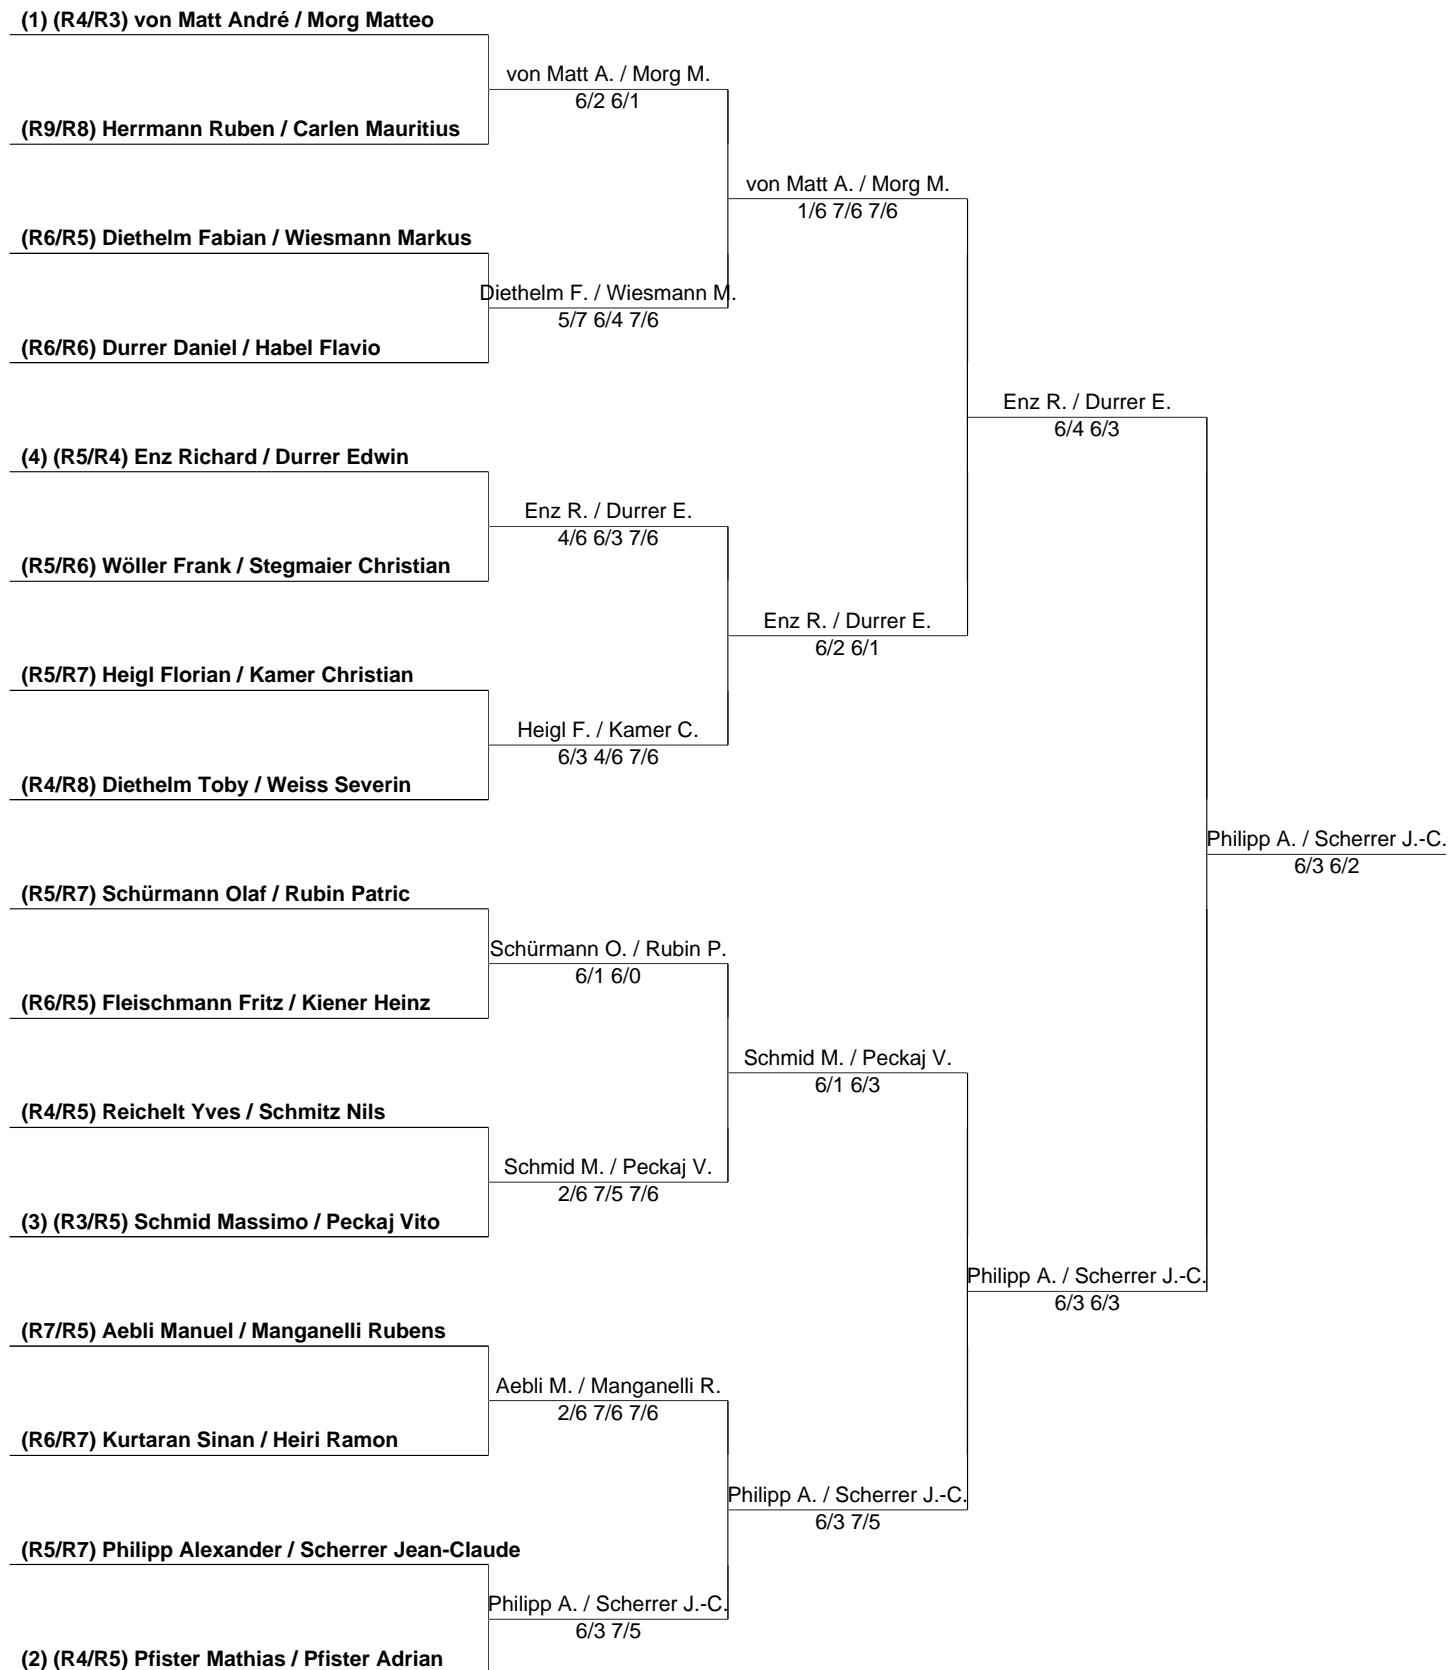 (1) (R4/R3) von Matt André / Morg Matteo
von Matt A. / Morg M.
6/2 6/1
(R9/R8) Herrmann Ruben / Carlen Mauritius
von Matt A. / Morg M.
1/6 7/6 7/6
(R6/R5) Diethelm Fabian / Wiesmann Markus
Diethelm F. / Wiesmann M.
5/7 6/4 7/6
(R6/R6) Durrer Daniel / Habel Flavio
Enz R. / Durrer E.
6/4 6/3
(4) (R5/R4) Enz Richard / Durrer Edwin
Enz R. / Durrer E.
4/6 6/3 7/6
(R5/R6) Wöller Frank / Stegmaier Christian
Enz R. / Durrer E.
6/2 6/1
(R5/R7) Heigl Florian / Kamer Christian
Heigl F. / Kamer C.
6/3 4/6 7/6
(R4/R8) Diethelm Toby / Weiss Severin
Philipp A. / Scherrer J.-C.
6/3 6/2
(R5/R7) Schürmann Olaf / Rubin Patric
Schürmann O. / Rubin P.
6/1 6/0
(R6/R5) Fleischmann Fritz / Kiener Heinz
Schmid M. / Peckaj V.
6/1 6/3
(R4/R5) Reichelt Yves / Schmitz Nils
Schmid M. / Peckaj V.
2/6 7/5 7/6
(3) (R3/R5) Schmid Massimo / Peckaj Vito
Philipp A. / Scherrer J.-C.
6/3 6/3
(R7/R5) Aebli Manuel / Manganelli Rubens
Aebli M. / Manganelli R.
2/6 7/6 7/6
(R6/R7) Kurtaran Sinan / Heiri Ramon
Philipp A. / Scherrer J.-C.
6/3 7/5
(R5/R7) Philipp Alexander / Scherrer Jean-Claude
Philipp A. / Scherrer J.-C.
6/3 7/5
(2) (R4/R5) Pfister Mathias / Pfister Adrian